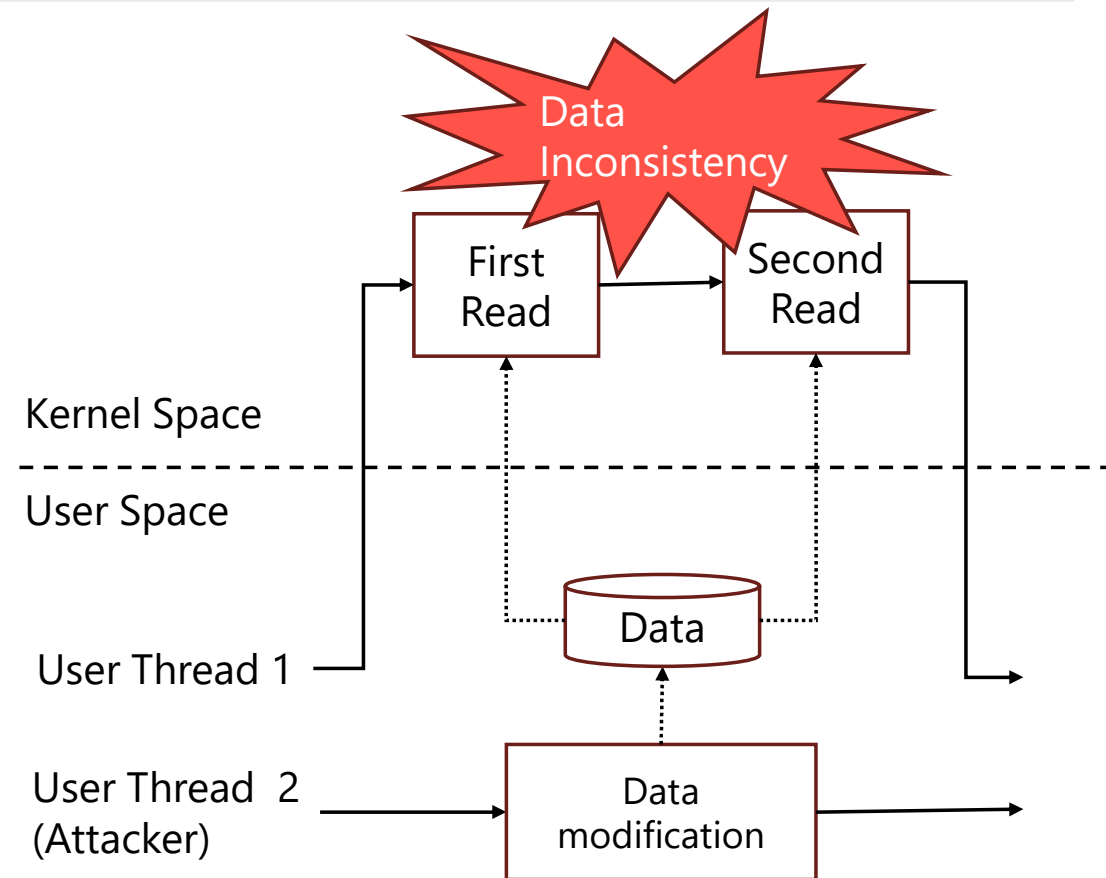 Data
Inconsistency
First
Read
Second
Read
Kernel Space
User Space
Data
User Thread 1
User Thread  2
(Attacker)
Data
modification